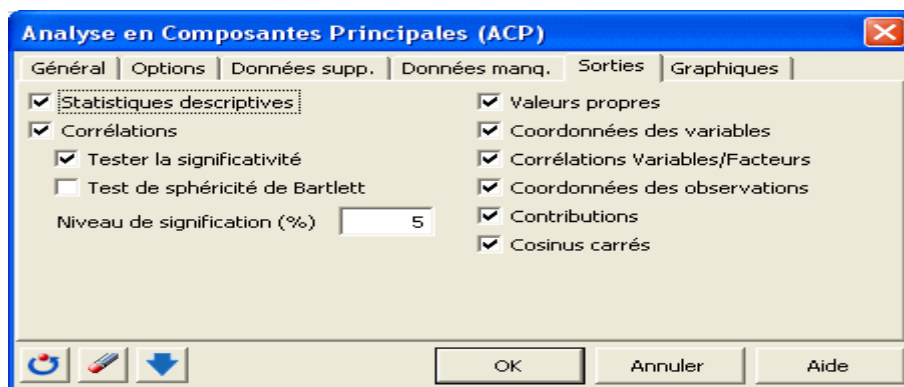 Analyse en Composantes Principales (ACP)
Général Options Données supp. Données manq. Sorties Graphiques
Statistiques descriptives
Corrélations
Tester la significativité
Test de sphéricité de Bartlett
Niveau de signification (%) 5
Valeurs propres
Coordonnées des variables
Corrélations Variables/Facteurs
Coordonnées des observations
Contributions
Cosinus carrés
OK Annuler Aide